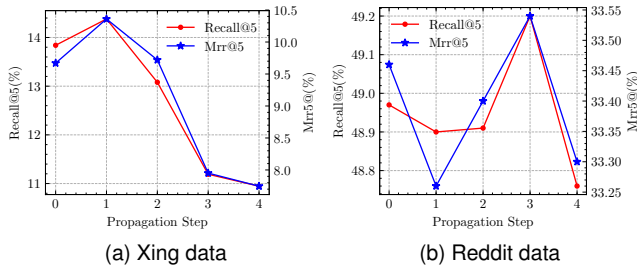 Recall@5
Mrr@5
Recall@5(%)
14
13
12
11
10.5
10.0
9.5
9.0
8.5
8.0
Mrr5@(%)
0 1 2 3 4
Propagation Step
(a) Xing data
Recall@5
Mrr@5
Recall@5(%)
49.2
49.1
49.0
48.9
48.8
33.55
33.50
33.45
33.40
33.35
33.30
33.25
Mrr5@(%)
0 1 2 3 4
Propagation Step
(b) Reddit data